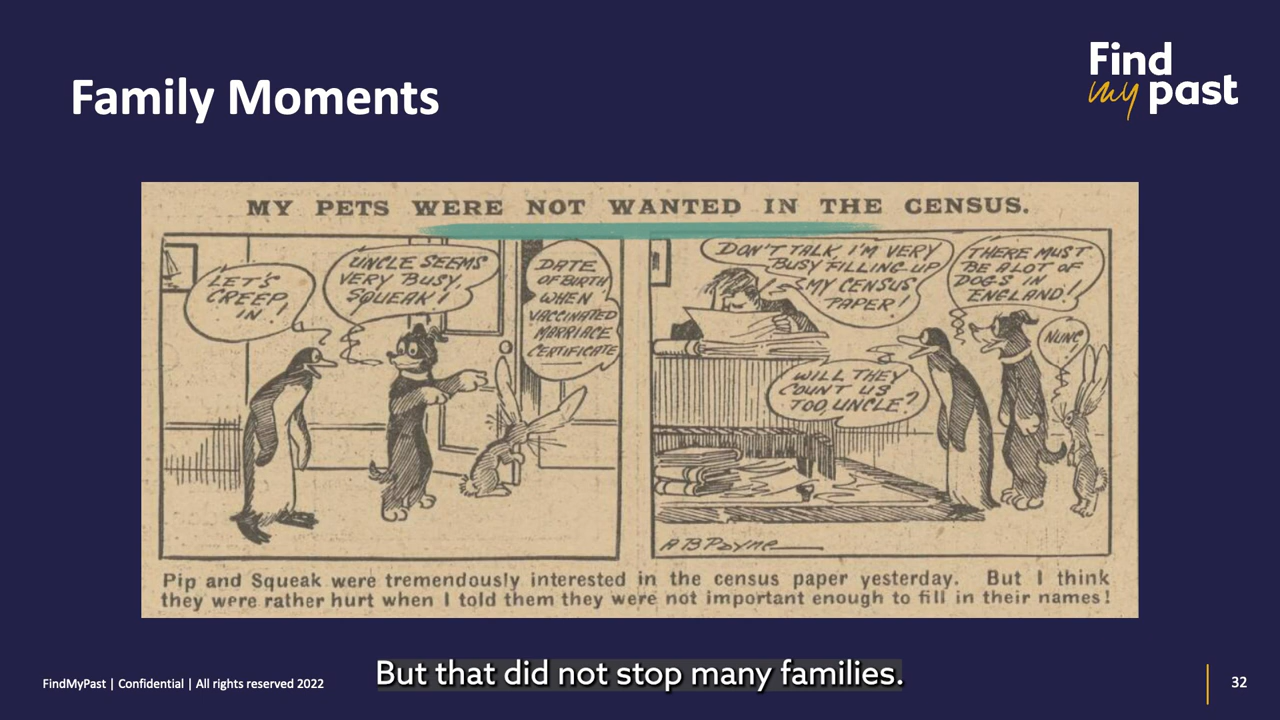 Family Moments
Find
my past
MY PETS WERE NOT WANTED IN THE CENSUS.
LET'S
CREEP
IN!
UNCLE SEEMS
VERY BUSY,
SQUEAK!
DATE
OF BIRTH
WHEN
VACCINATED
MARRIAGE
CERTIFICATE
DON'T TALK, I'M VERY
BUSY FILLING-UP
MY CENSUS
PAPER!
THERE MUST
BE A LOT OF
DOGS IN
ENGLAND!
NUNC
WILL THEY
COUNT US
TOO, UNCLE?
A B Payne
Pip and Squeak were tremendously interested in the census paper yesterday. But I think
they were rather hurt when I told them they were not important enough to fill in their names!
But that did not stop many families.
FindMyPast | Confidential | All rights reserved 2022
32